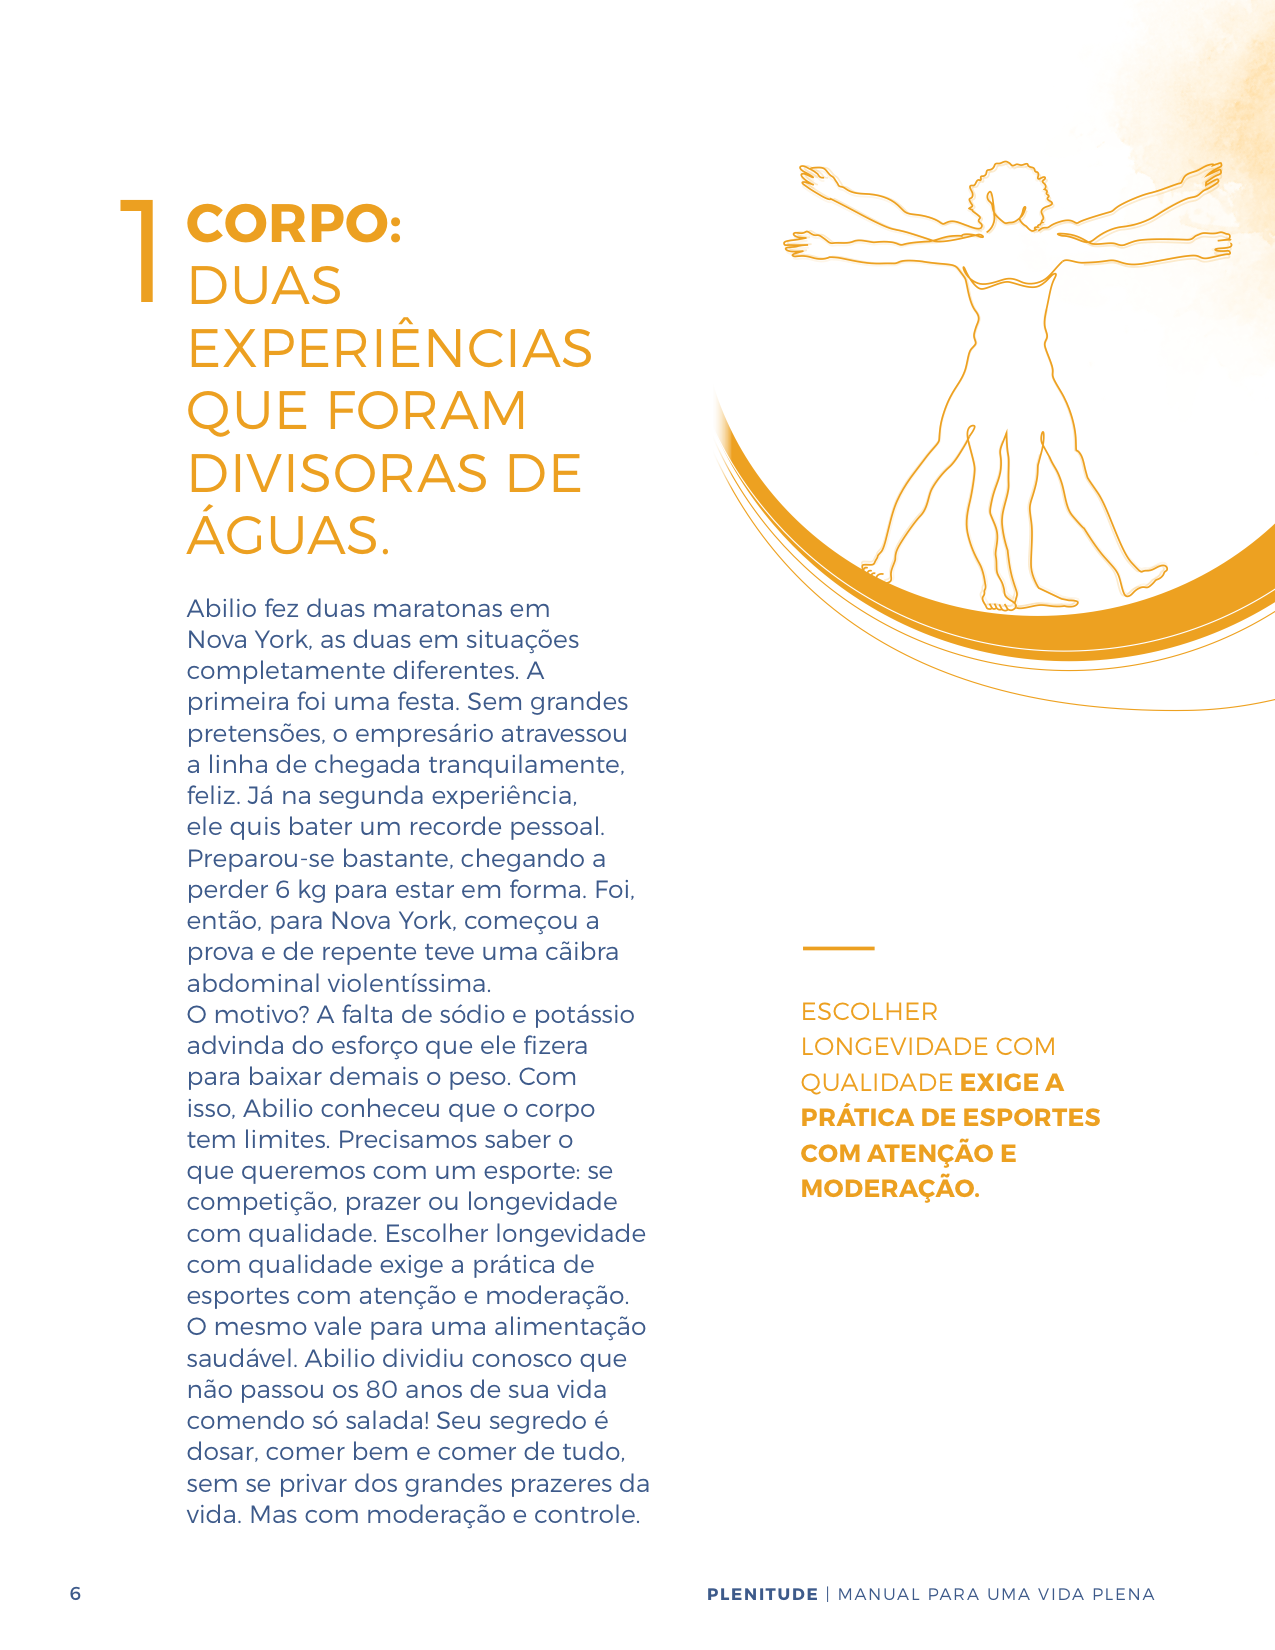 1
CORPO:
DUAS
EXPERIÊNCIAS
QUE FORAM
DIVISORAS DE
ÁGUAS.
Abilio fez duas maratonas em
Nova York, as duas em situações
completamente diferentes. A
primeira foi uma festa. Sem grandes
pretensões, o empresário atravessou
a linha de chegada tranquilamente,
feliz. Já na segunda experiência,
ele quis bater um recorde pessoal.
Preparou-se bastante, chegando a
perder 6 kg para estar em forma. Foi,
então, para Nova York, começou a
prova e de repente teve uma cãibra
abdominal violentíssima.
O motivo? A falta de sódio e potássio
advinda do esforço que ele fizera
para baixar demais o peso. Com
isso, Abilio conheceu que o corpo
tem limites. Precisamos saber o
que queremos com um esporte: se
competição, prazer ou longevidade
com qualidade. Escolher longevidade
com qualidade exige a prática de
esportes com atenção e moderação.
O mesmo vale para uma alimentação
saudável. Abilio dividiu conosco que
não passou os 80 anos de sua vida
comendo só salada! Seu segredo é
dosar, comer bem e comer de tudo,
sem se privar dos grandes prazeres da
vida. Mas com moderação e controle.
ESCOLHER
LONGEVIDADE COM
QUALIDADE EXIGE A
PRÁTICA DE ESPORTES
COM ATENÇÃO E
MODERAÇÃO.
6
PLENITUDE | MANUAL PARA UMA VIDA PLENA